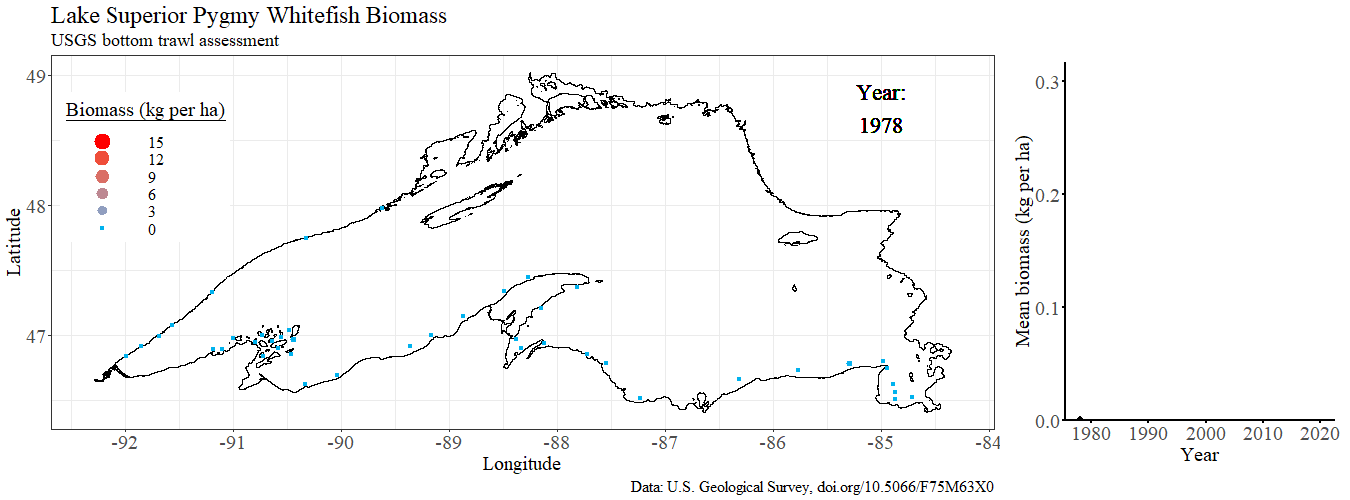 Lake Superior Pygmy Whitefish Biomass
USGS bottom trawl assessment
Biomass (kg per ha)
15
12
9
6
3
0
Year:
1978
49
48
47
Latitude
-92 -91 -90 -89 -88 -87 -86 -85 -84
Longitude
Mean biomass (kg per ha)
0.3
0.2
0.1
0.0
1980 1990 2000 2010 2020
Year
Data: U.S. Geological Survey, doi.org/10.5066/F75M63X0